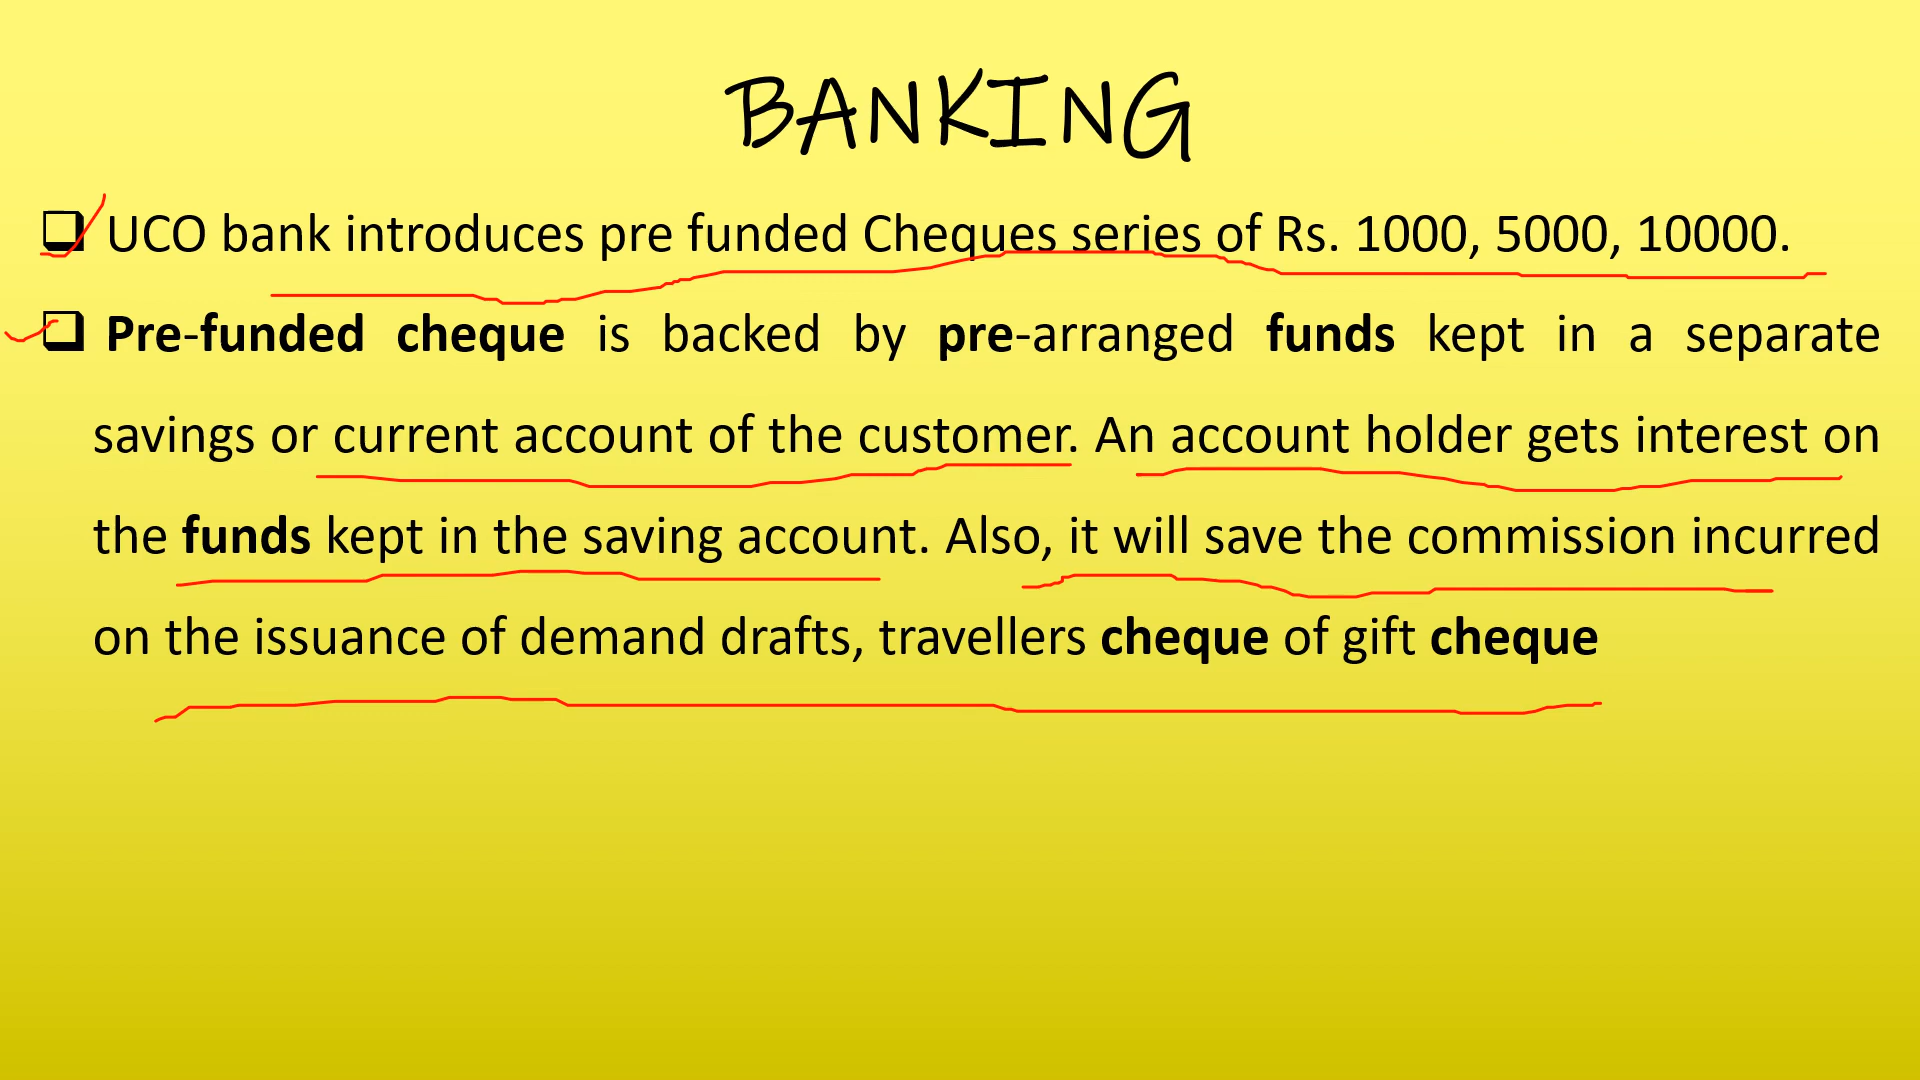 BANKING
UCO bank introduces pre funded Cheques series of Rs. 1000, 5000, 10000.
Pre-funded cheque is backed by pre-arranged funds kept in a separate
savings or current account of the customer. An account holder gets interest on
the funds kept in the saving account. Also, it will save the commission incurred
on the issuance of demand drafts, travellers cheque of gift cheque